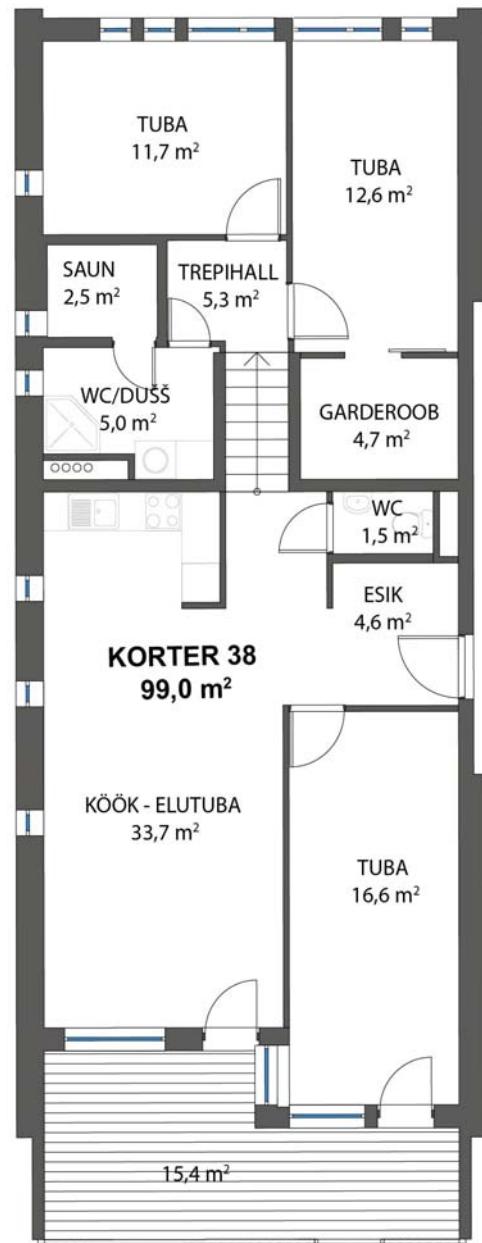 TUBA
11,7 m²
TUBA
12,6 m²
SAUN
2,5 m²
TREPIHALL
5,3 m²
WC/DUŠŠ
5,0 m²
GARDEROOB
4,7 m²
WC
1,5 m²
ESIK
4,6 m²
KORTER 38
99,0 m²
KÖÖK - ELUTUBA
33,7 m²
TUBA
16,6 m²
15,4 m²